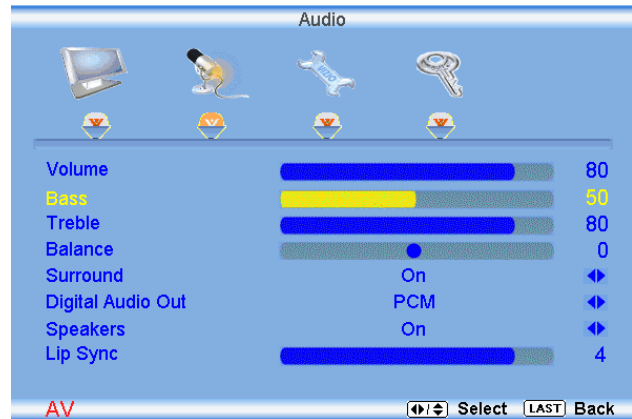 Audio
Volume 80
Bass 50
Treble 80
Balance 0
Surround On
Digital Audio Out PCM
Speakers On
Lip Sync 4
AV Select LAST Back